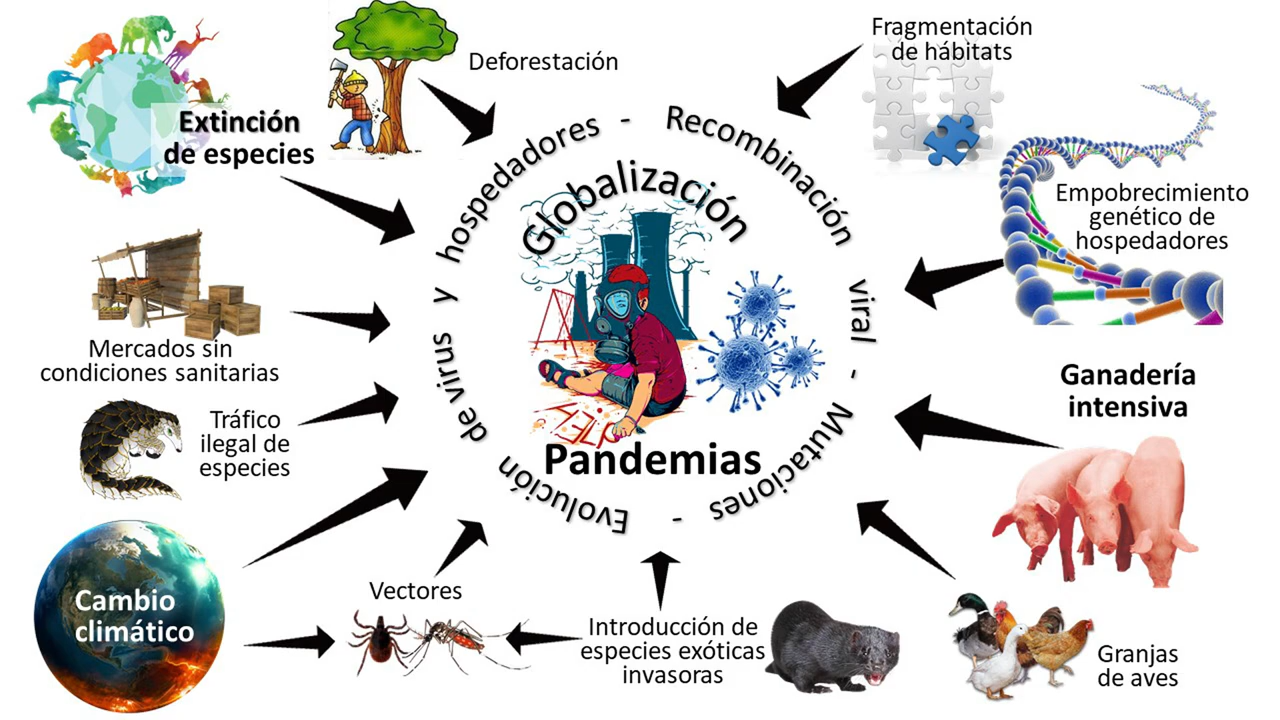 Fragmentación
de hábitats
Deforestación
Extinción
de especies
Recombinación viral - Mutaciones - Evolución de virus y hospedadores -
Globalización
Empobrecimiento
genético de
hospedadores
Mercados sin
condiciones sanitarias
Ganadería
intensiva
Tráfico
ilegal de
especies
Pandemias
Cambio
climático
Vectores
Introducción de
especies exóticas
invasoras
Granjas
de aves